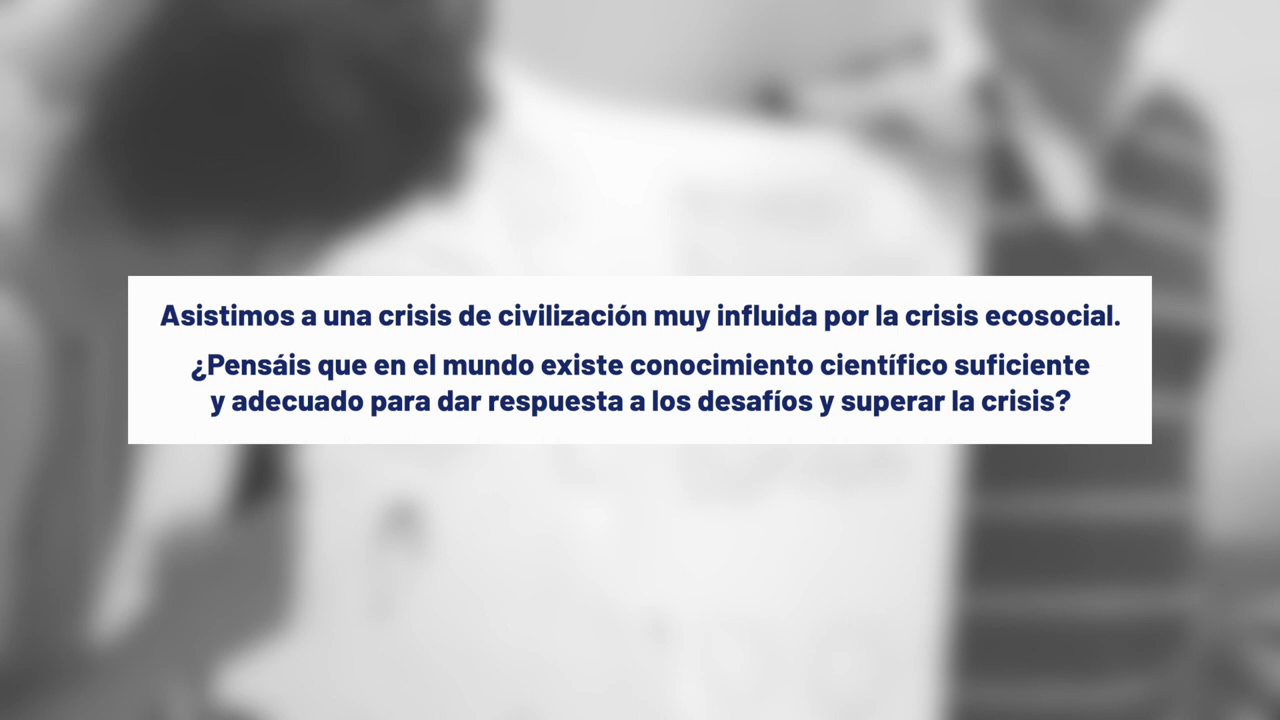 Asistimos a una crisis de civilización muy influida por la crisis ecosocial.
¿Pensáis que en el mundo existe conocimiento científico suficiente
y adecuado para dar respuesta a los desafíos y superar la crisis?